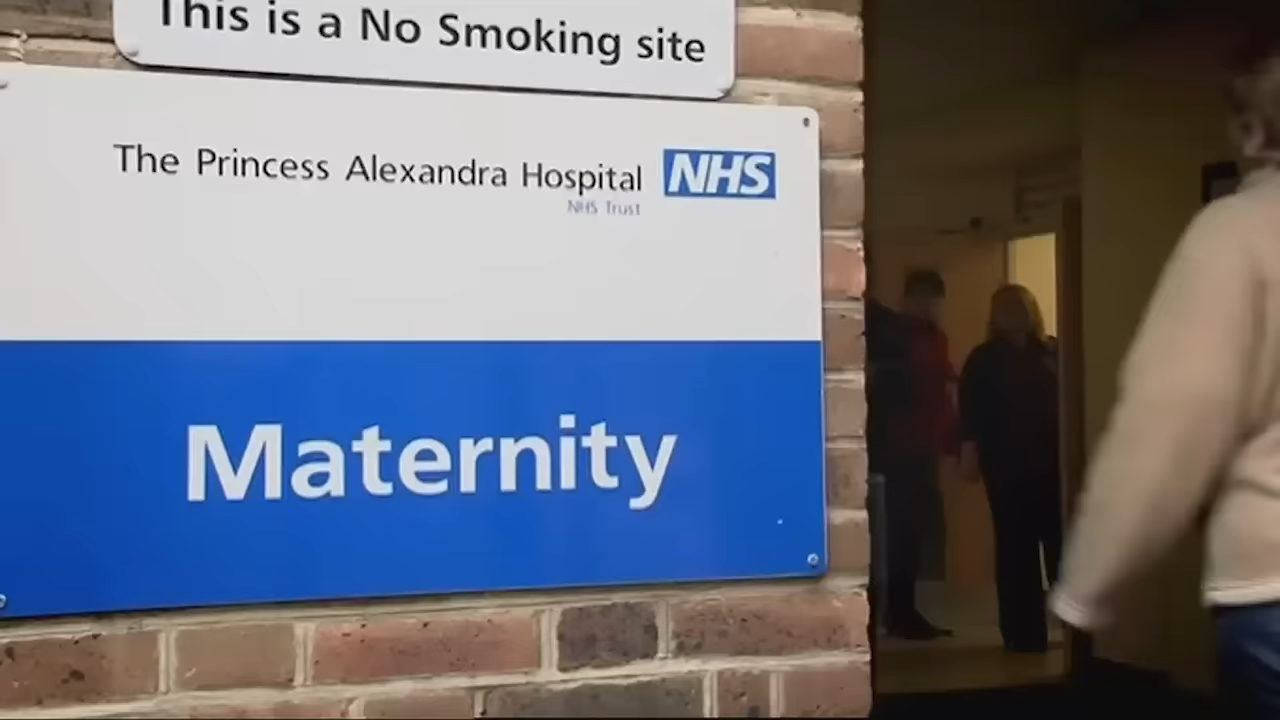 This is a No Smoking site
The Princess Alexandra Hospital NHS
NHS Trust
Maternity